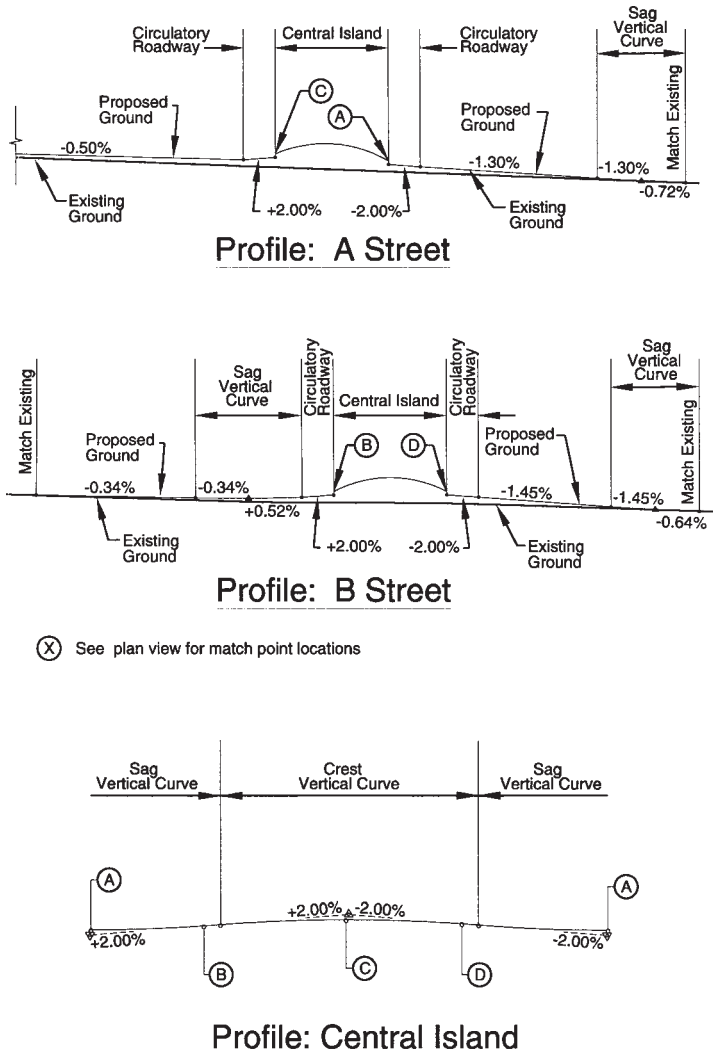 Circulatory
Roadway
Central Island
Circulatory
Roadway
Sag
Vertical
Curve
Match Existing
C
A
Proposed
Ground
Proposed
Ground
-0.50%
-1.30%
-1.30%
-0.72%
Existing
Ground
+2.00%
-2.00%
Existing
Ground
Profile: A Street
Match Existing
Sag
Vertical
Curve
Circulatory
Roadway
Central Island
Circulatory
Roadway
Sag
Vertical
Curve
Match Existing
Proposed
Ground
B
D
Proposed
Ground
-0.34%
-0.34%
+0.52%
-1.45%
-1.45%
-0.64%
Existing
Ground
+2.00%
-2.00%
Existing
Ground
Profile: B Street
X See plan view for match point locations
Sag
Vertical Curve
Crest
Vertical Curve
Sag
Vertical Curve
A
A
+2.00%
+2.00%
-2.00%
-2.00%
B
C
D
Profile: Central Island